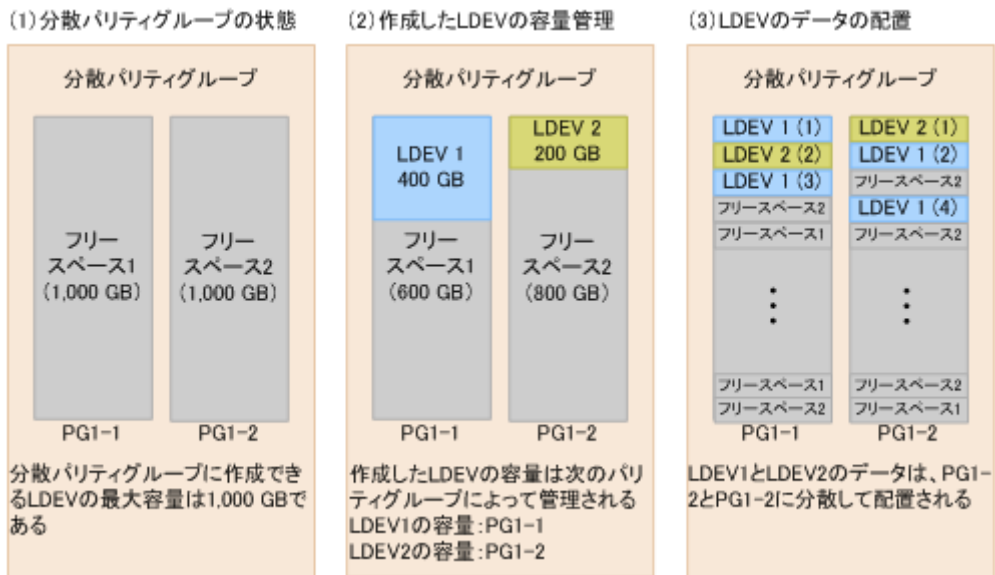 (1)分散パリティグループの状態
分散パリティグループ
フリー
スペース1
(1,000 GB)
フリー
スペース2
(1,000 GB)
PG1-1
PG1-2
分散パリティグループに作成でき
るLDEVの最大容量は1,000 GBで
ある
(2)作成したLDEVの容量管理
分散パリティグループ
LDEV 1
400 GB
フリー
スペース1
(600 GB)
LDEV 2
200 GB
フリー
スペース2
(800 GB)
PG1-1
PG1-2
作成したLDEVの容量は次のパリ
ティグループによって管理される
LDEV1の容量:PG1-1
LDEV2の容量:PG1-2
(3)LDEVのデータの配置
分散パリティグループ
LDEV 1 (1)
LDEV 2 (2)
LDEV 1 (3)
フリースペース2
フリースペース1
フリースペース1
フリースペース2
LDEV 2 (1)
LDEV 1 (2)
フリースペース2
LDEV 1 (4)
フリースペース2
フリースペース2
フリースペース1
PG1-1
PG1-2
LDEV1とLDEV2のデータは、PG1-
2とPG1-2に分散して配置される